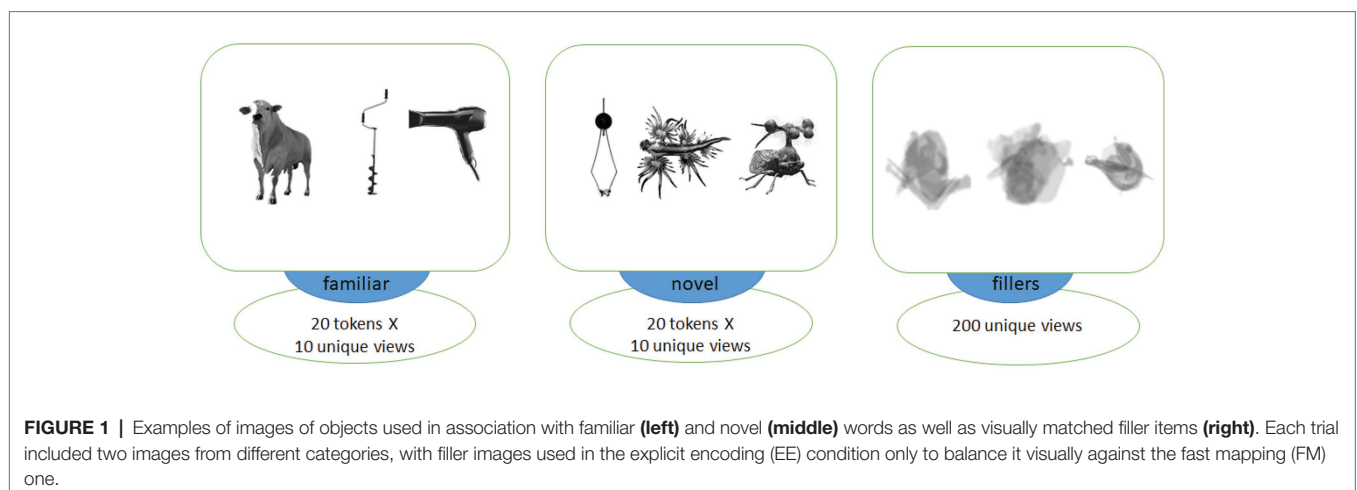 familiar
novel
fillers
20 tokens X
10 unique views
20 tokens X
10 unique views
200 unique views
FIGURE 1 | Examples of images of objects used in association with familiar (left) and novel (middle) words as well as visually matched filler items (right). Each trial
included two images from different categories, with filler images used in the explicit encoding (EE) condition only to balance it visually against the fast mapping (FM)
one.